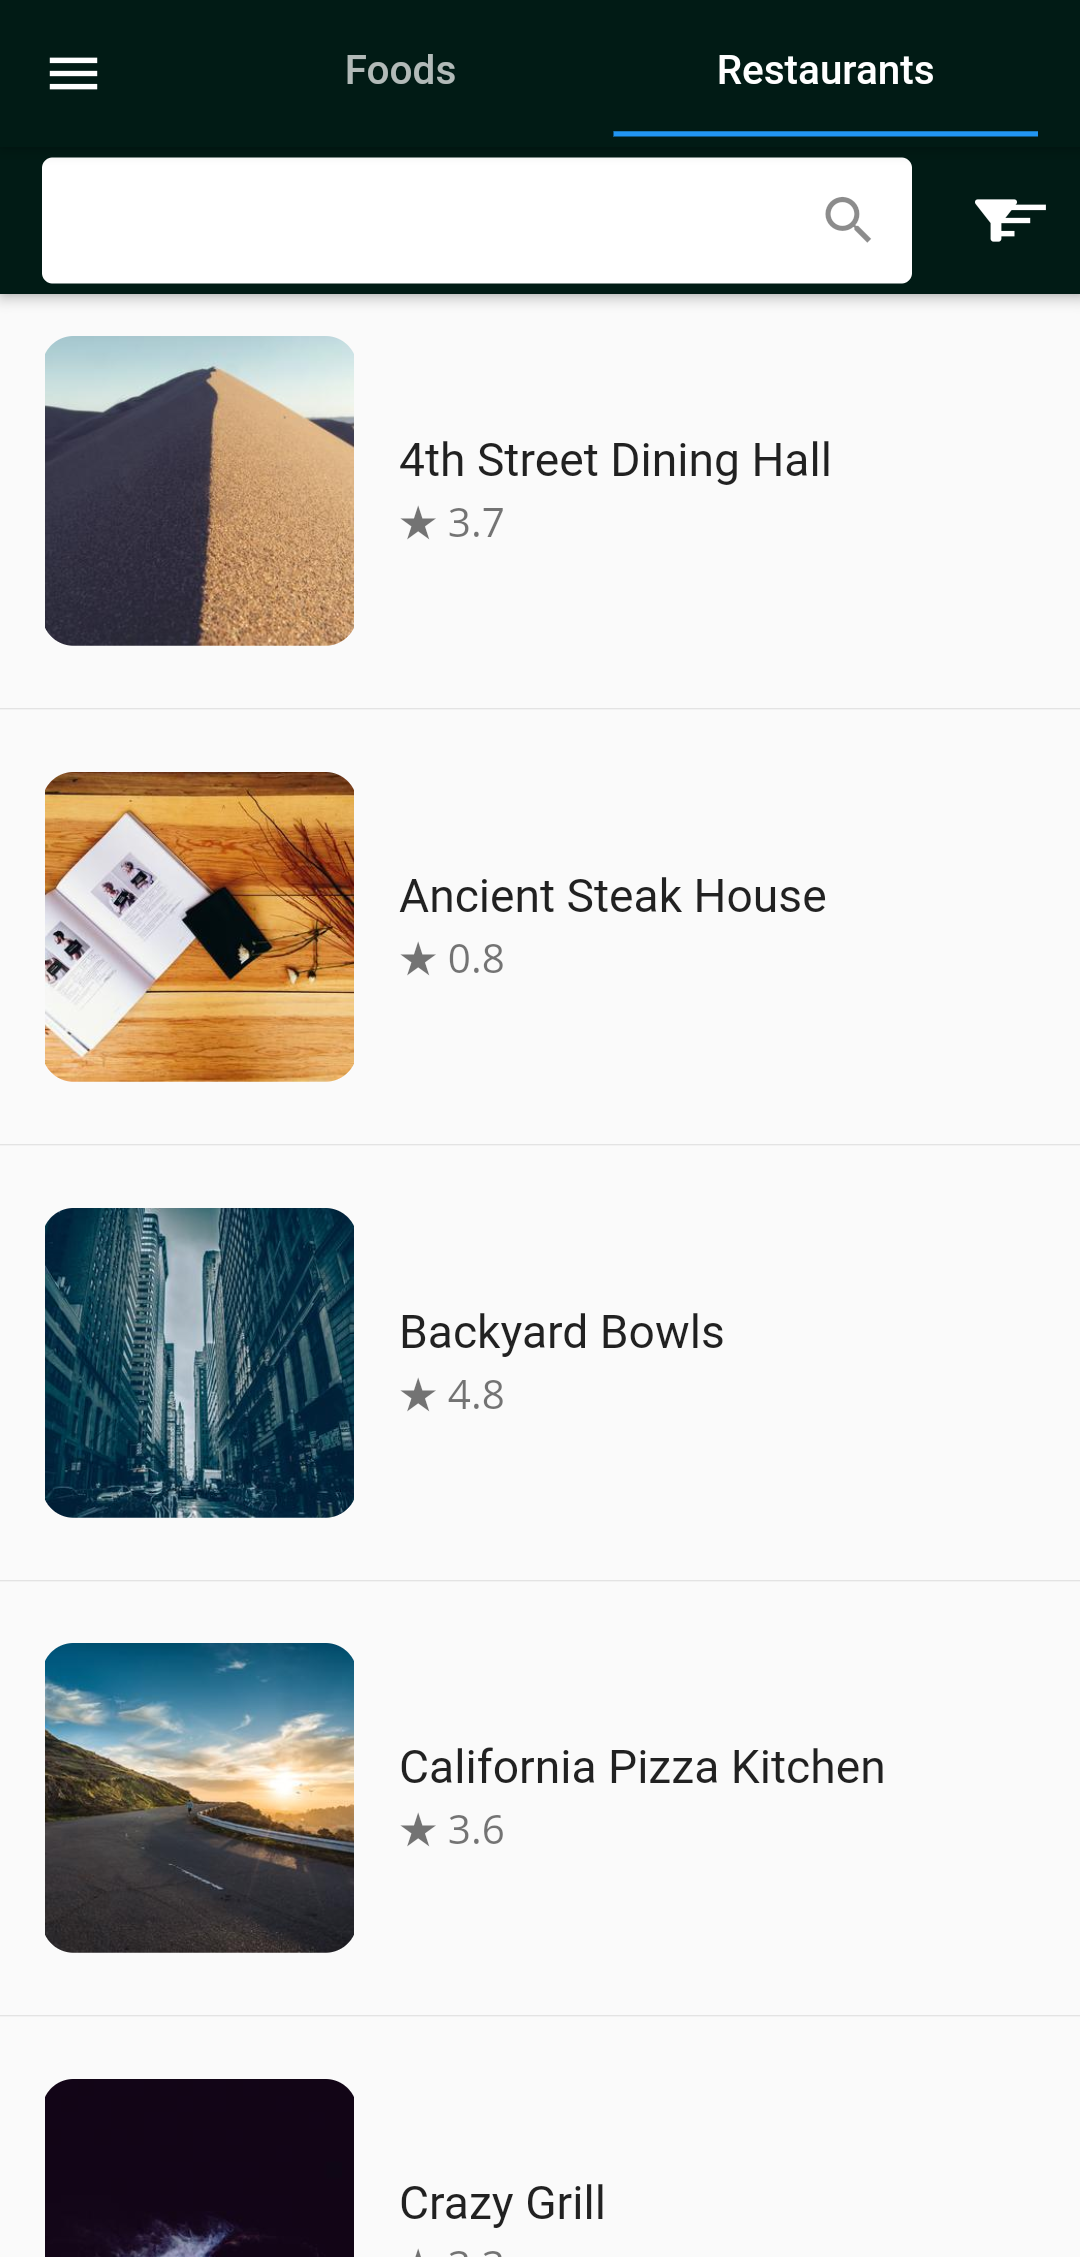 Foods
Restaurants
4th Street Dining Hall
★ 3.7
Ancient Steak House
★ 0.8
Backyard Bowls
★ 4.8
California Pizza Kitchen
★ 3.6
Crazy Grill